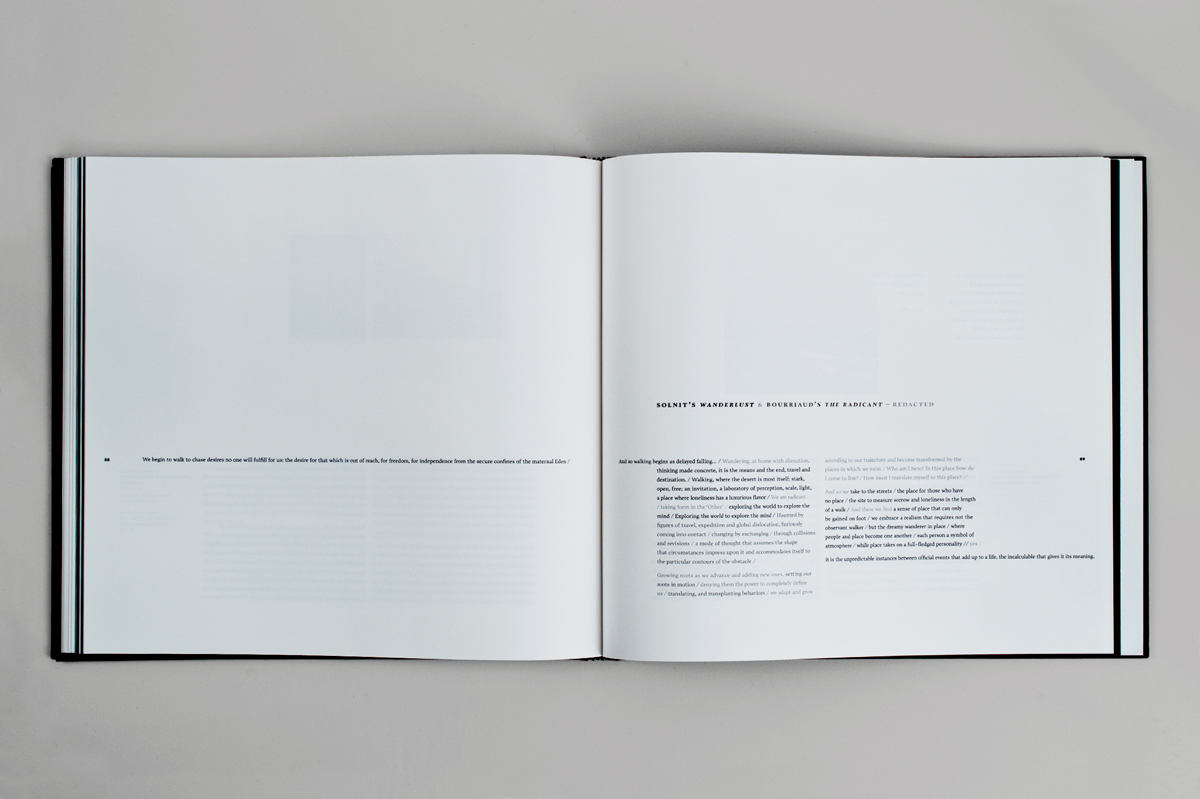 We begin to walk to chase desires no one will fulfill for us: the desire for that which is out of reach, for freedom, for independence from the secure confines of the maternal Eden /
SOLNIT'S WANDERLUST & BOURRIAUD'S THE RADICANT — REDACTED
And so walking begins as delayed falling... / Wandering, at home with alienation,
thinking made concrete, it is the means and the end, travel and
destination. / Walking, where the desert is most itself: stark,
open, free; an invitation, a laboratory of perception, scale, light,
a place where loneliness has a luxurious flavor / We are radicant
/ taking form in the 'Other' / exploring the world to explore the
mind / Exploring the world to explore the mind / Haunted by
figures of travel, expedition and global dislocation, furiously
coming into contact / changing by exchanging / through collisions
and revisions / a mode of thought that assumes the shape
that circumstances impress upon it and accommodates itself to
the particular contours of the obstacle /
Growing roots as we advance and adding new ones, setting our
roots in motion / denying them the power to completely define
us / translating, and transplanting behaviors / we adapt and grow
according to our trajectory and become transformed by the
places in which we exist / Who am I here? In this place how do
I come to live? / How must I translate myself to this place? //
And so we take to the streets / the place for those who have
no place / the site to measure sorrow and loneliness in the length
of a walk / And there we find a sense of place that can only
be gained on foot / we embrace a realism that requires not the
observant walker / but the dreamy wanderer in place / where
people and place become one another / each person a symbol of
atmosphere / while place takes on a full-fledged personality // yes /
it is the unpredictable instances between official events that add up to a life, the incalculable that gives it its meaning.